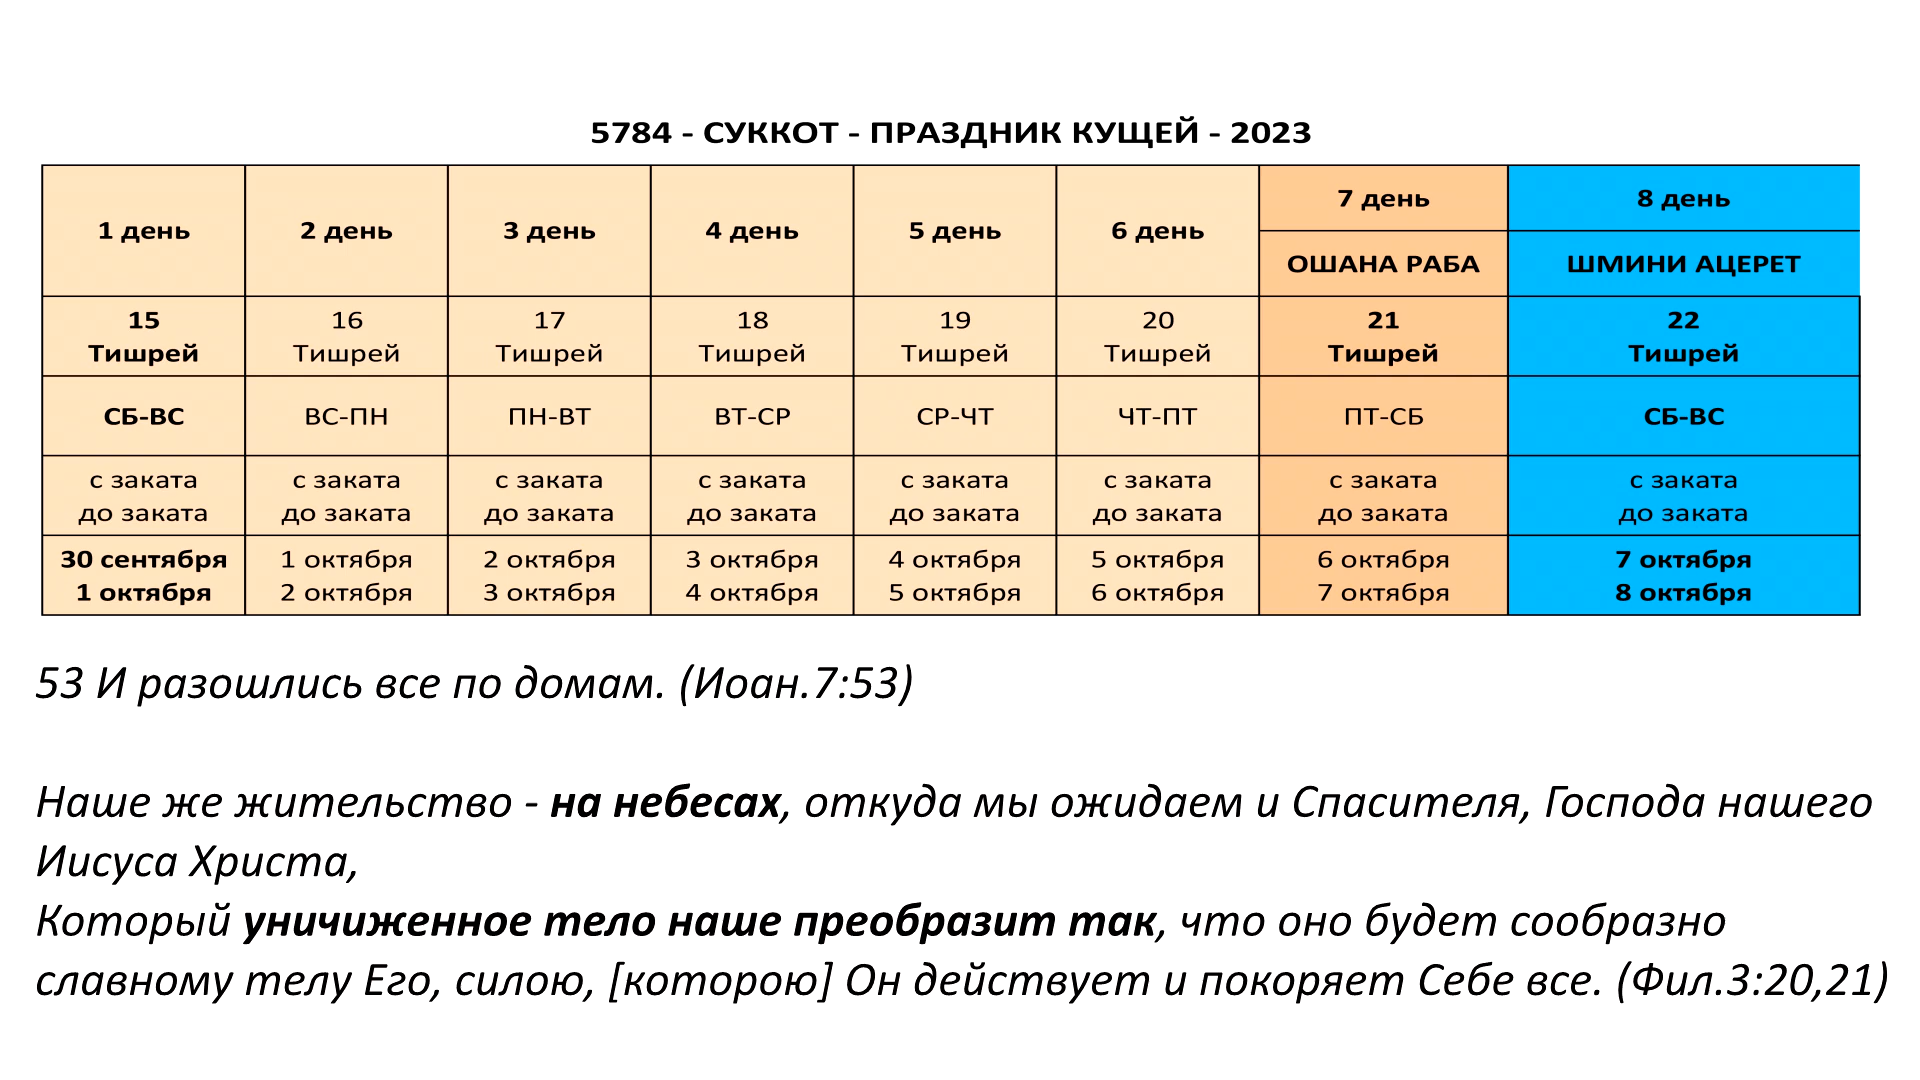 5784 - СУККОТ - ПРАЗДНИК КУЩЕЙ - 2023
1 день 2 день 3 день 4 день 5 день 6 день 7 день 8 день
ОШАНА РАБА ШМИНИ АЦЕРЕТ
15 16 17 18 19 20 21 22
Тишрей Тишрей Тишрей Тишрей Тишрей Тишрей Тишрей Тишрей
СБ-ВС ВС-ПН ПН-ВТ ВТ-СР СР-ЧТ ЧТ-ПТ ПТ-СБ СБ-ВС
с заката с заката с заката с заката с заката с заката с заката с заката
до заката до заката до заката до заката до заката до заката до заката до заката
30 сентября 1 октября 2 октября 3 октября 4 октября 5 октября 6 октября 7 октября
1 октября 2 октября 3 октября 4 октября 5 октября 6 октября 7 октября 8 октября
53 И разошлись все по домам. (Иоан.7:53)
Наше же жительство - на небесах, откуда мы ожидаем и Спасителя, Господа нашего
Иисуса Христа,
Который уничиженное тело наше преобразит так, что оно будет сообразно
славному телу Его, силою, [которою] Он действует и покоряет Себе все. (Фил.3:20,21)